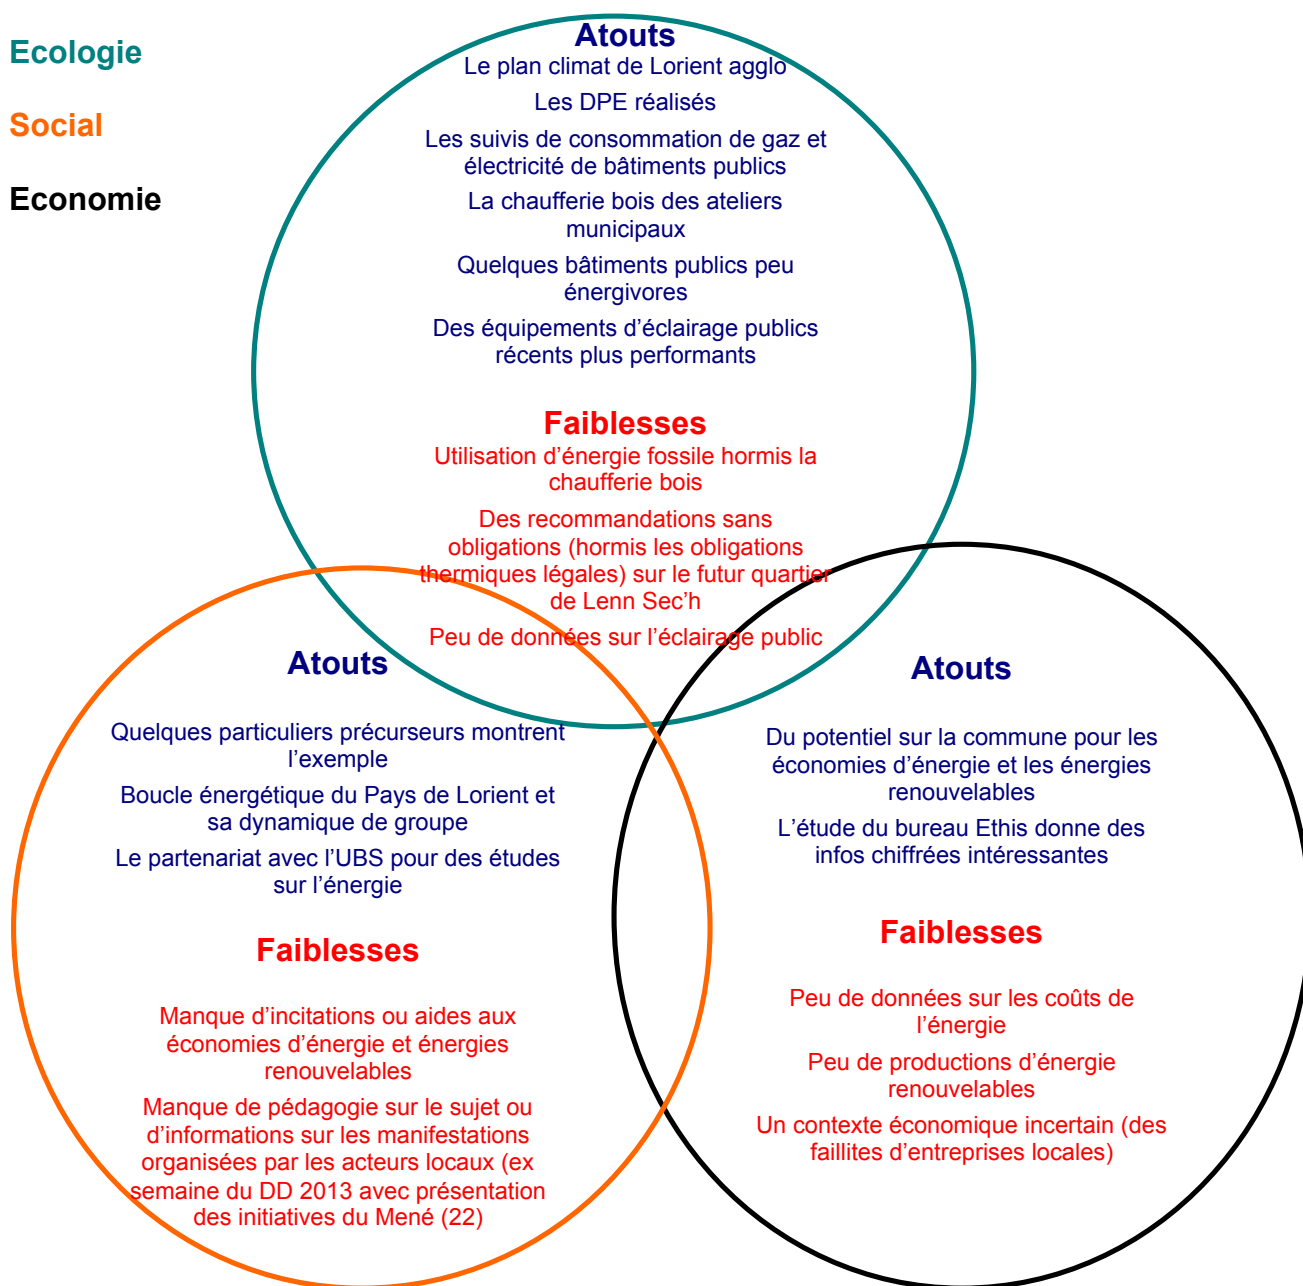 Ecologie
Social
Economie
Atouts
Le plan climat de Lorient agglo
Les DPE réalisés
Les suivis de consommation de gaz et
électricité de bâtiments publics
La chaufferie bois des ateliers
municipaux
Quelques bâtiments publics peu
énergivores
Des équipements d’éclairage publics
récents plus performants
Faiblesses
Utilisation d’énergie fossile hormis la
chaufferie bois
Des recommandations sans
obligations (hormis les obligations
thermiques légales) sur le futur quartier
de Lenn Sec’h
Peu de données sur l’éclairage public
Atouts
Quelques particuliers précurseurs montrent
l’exemple
Boucle énergétique du Pays de Lorient et
sa dynamique de groupe
Le partenariat avec l’UBS pour des études
sur l’énergie
Faiblesses
Manque d’incitations ou aides aux
économies d’énergie et énergies
renouvelables
Manque de pédagogie sur le sujet ou
d’informations sur les manifestations
organisées par les acteurs locaux (ex
semaine du DD 2013 avec présentation
des initiatives du Mené (22)
Atouts
Du potentiel sur la commune pour les
économies d’énergie et les énergies
renouvelables
L’étude du bureau Ethis donne des
infos chiffrées intéressantes
Faiblesses
Peu de données sur les coûts de
l’énergie
Peu de productions d’énergie
renouvelables
Un contexte économique incertain (des
faillites d’entreprises locales)